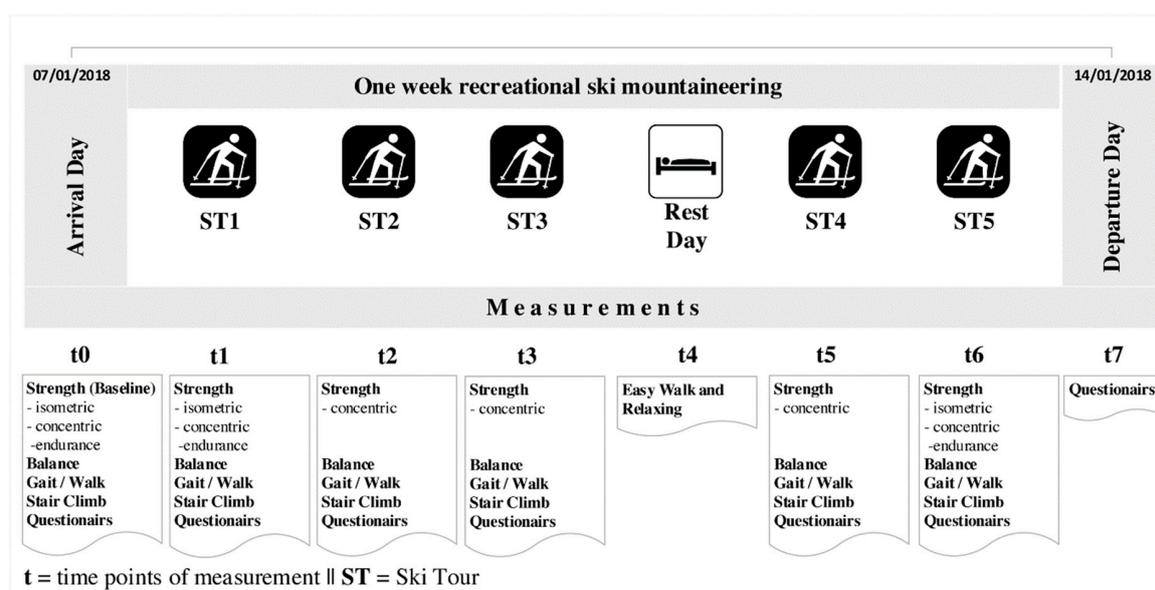 07/01/2018
One week recreational ski mountaineering
14/01/2018
Arrival Day
ST1
ST2
ST3
Rest
Day
ST4
ST5
Departure Day
Measurements
t0
t1
t2
t3
t4
t5
t6
t7
Strength (Baseline)
- isometric
- concentric
-endurance
Balance
Gait / Walk
Stair Climb
Questionairs
Strength
- isometric
- concentric
-endurance
Balance
Gait / Walk
Stair Climb
Questionairs
Strength
- concentric
Balance
Gait / Walk
Stair Climb
Questionairs
Strength
- concentric
Balance
Gait / Walk
Stair Climb
Questionairs
Easy Walk and
Relaxing
Strength
- concentric
Balance
Gait / Walk
Stair Climb
Questionairs
Strength
- isometric
- concentric
-endurance
Balance
Gait / Walk
Stair Climb
Questionairs
Questionairs
t = time points of measurement || ST = Ski Tour